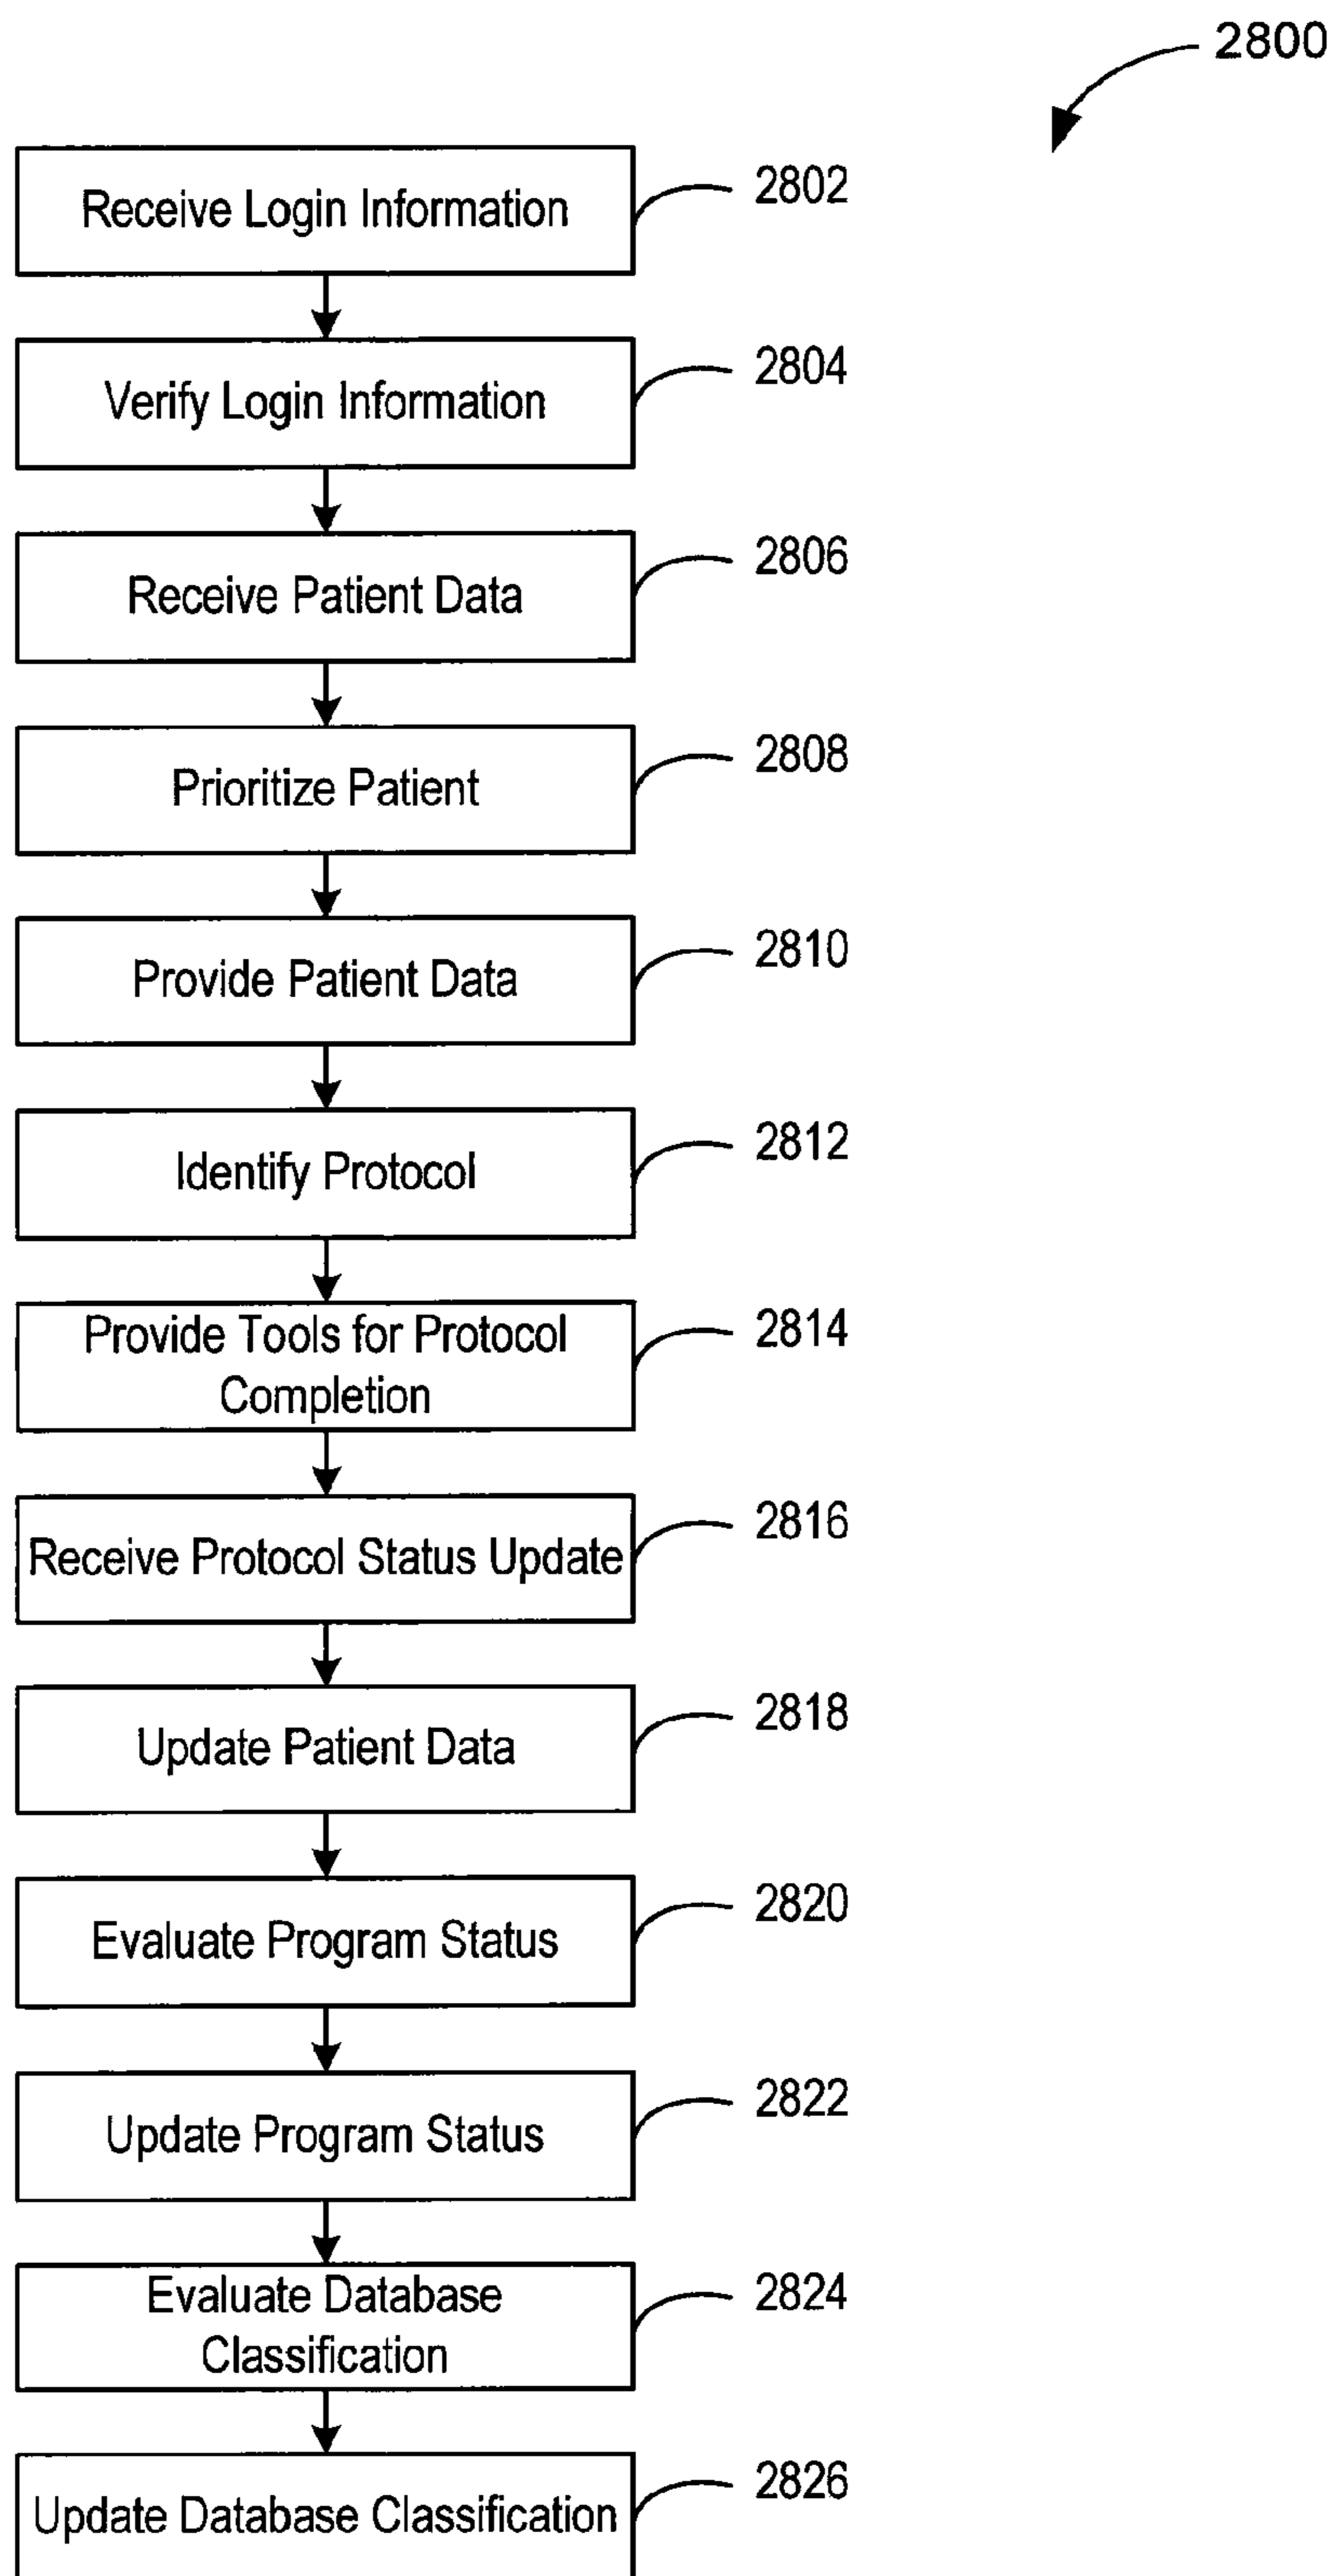 2800
Receive Login Information
2802
Verify Login Information
2804
Receive Patient Data
2806
Prioritize Patient
2808
Provide Patient Data
2810
Identify Protocol
2812
Provide Tools for Protocol
Completion
2814
Receive Protocol Status Update
2816
Update Patient Data
2818
Evaluate Program Status
2820
Update Program Status
2822
Evaluate Database
Classification
2824
Update Database Classification
2826